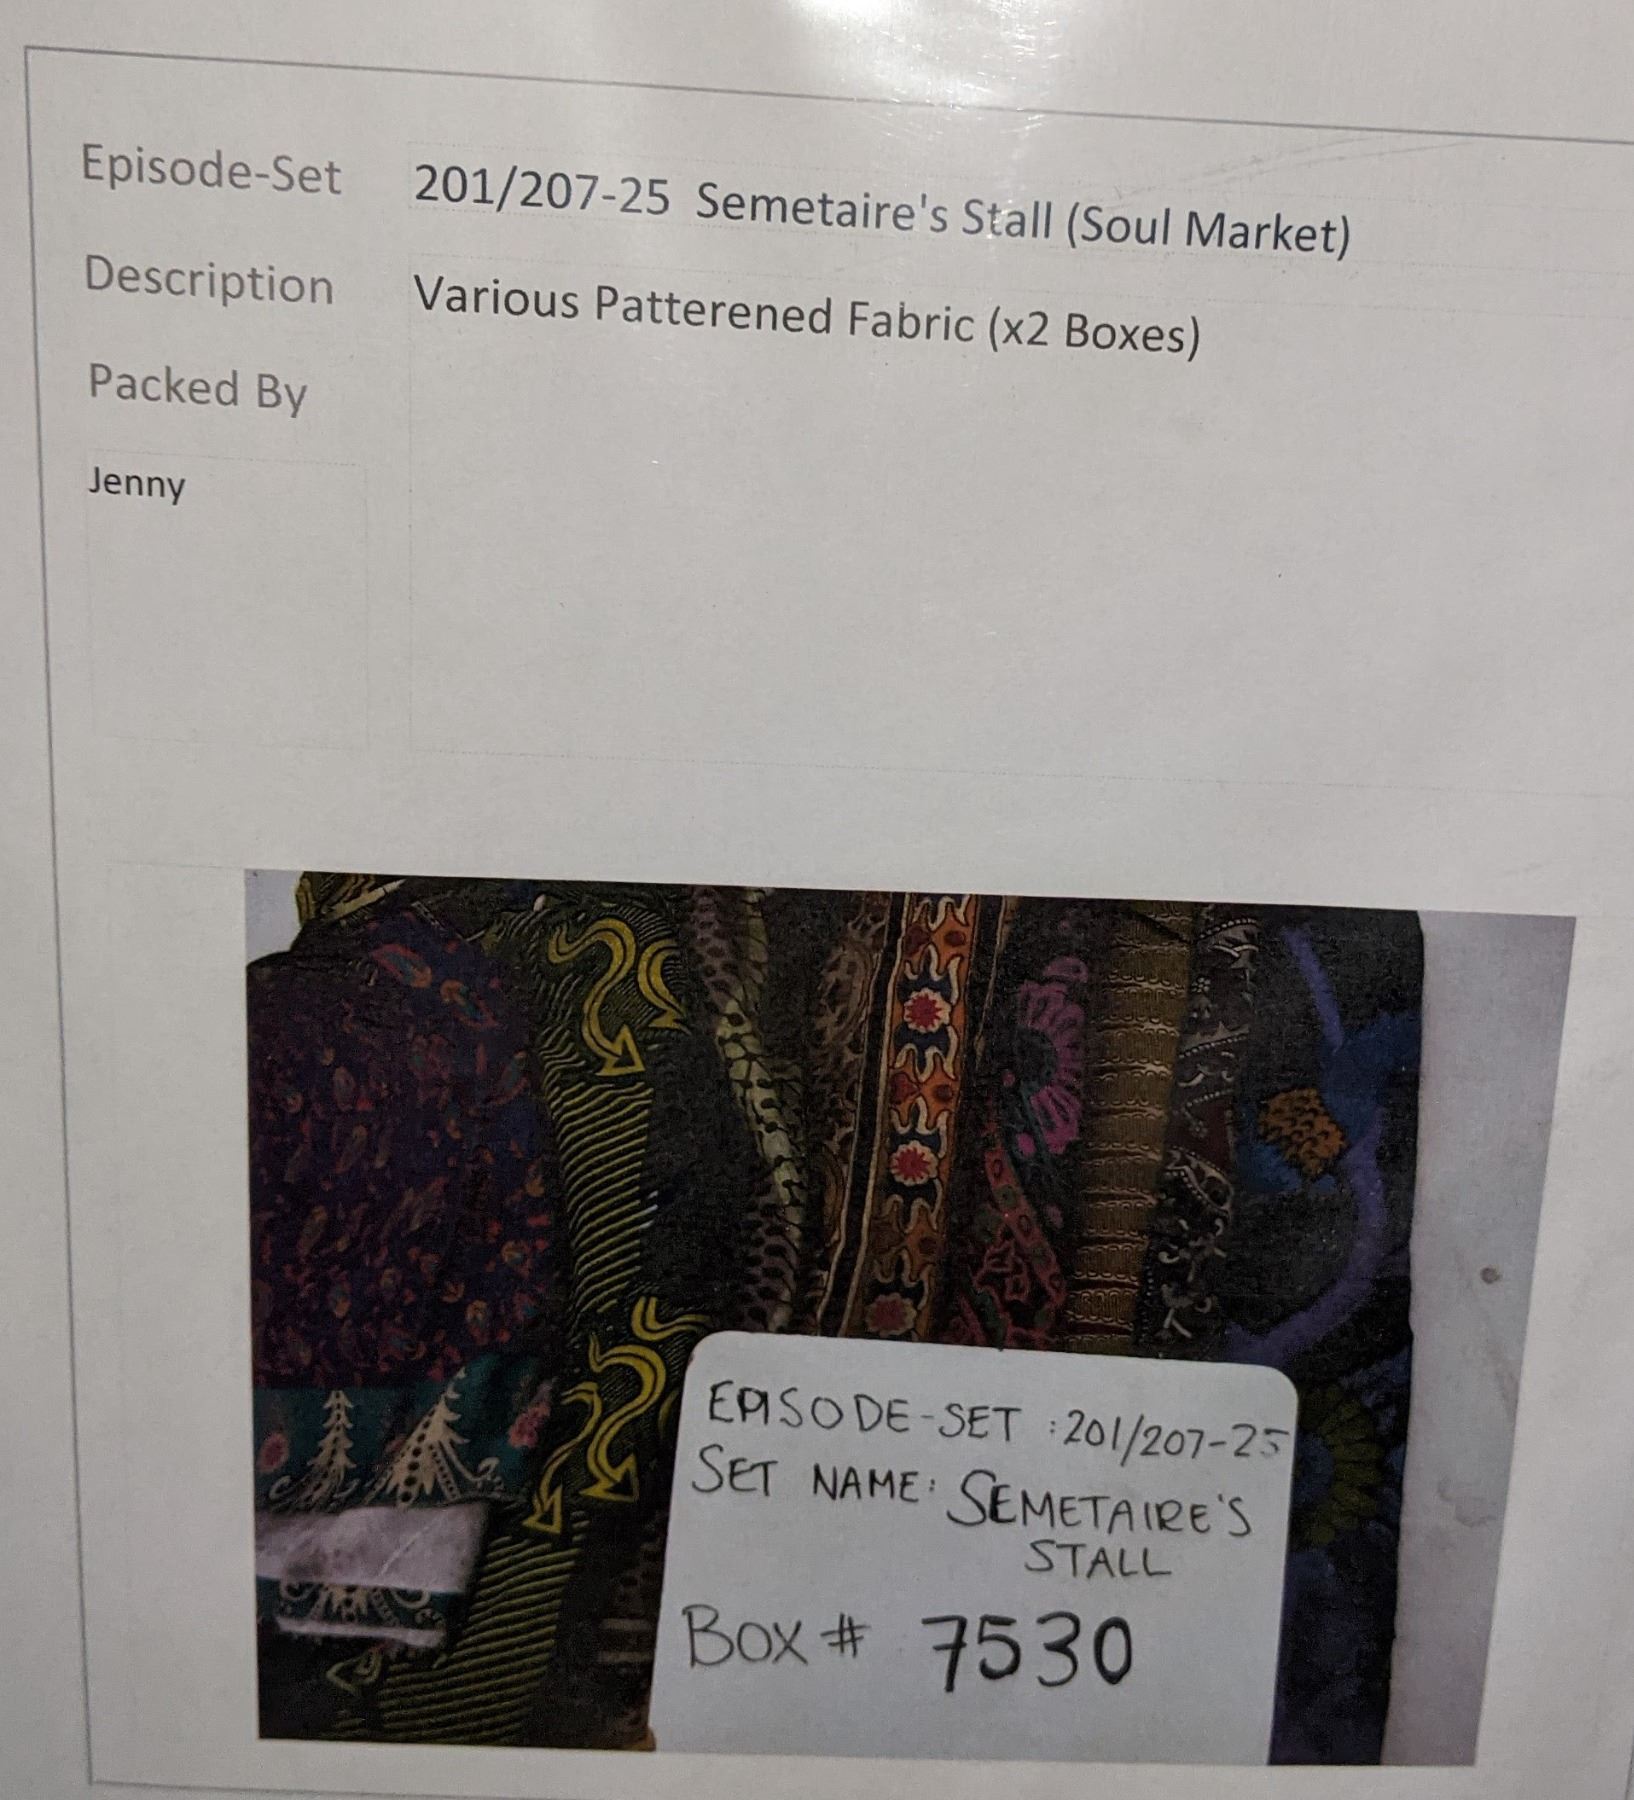 Episode-Set 201/207-25 Semetaire's Stall (Soul Market)
Description Various Patterened Fabric (x2 Boxes)
Packed By
Jenny
EPISODE-SET : 201/207-25
SET NAME: SEMETAIRE'S
STALL
BOX # 7530